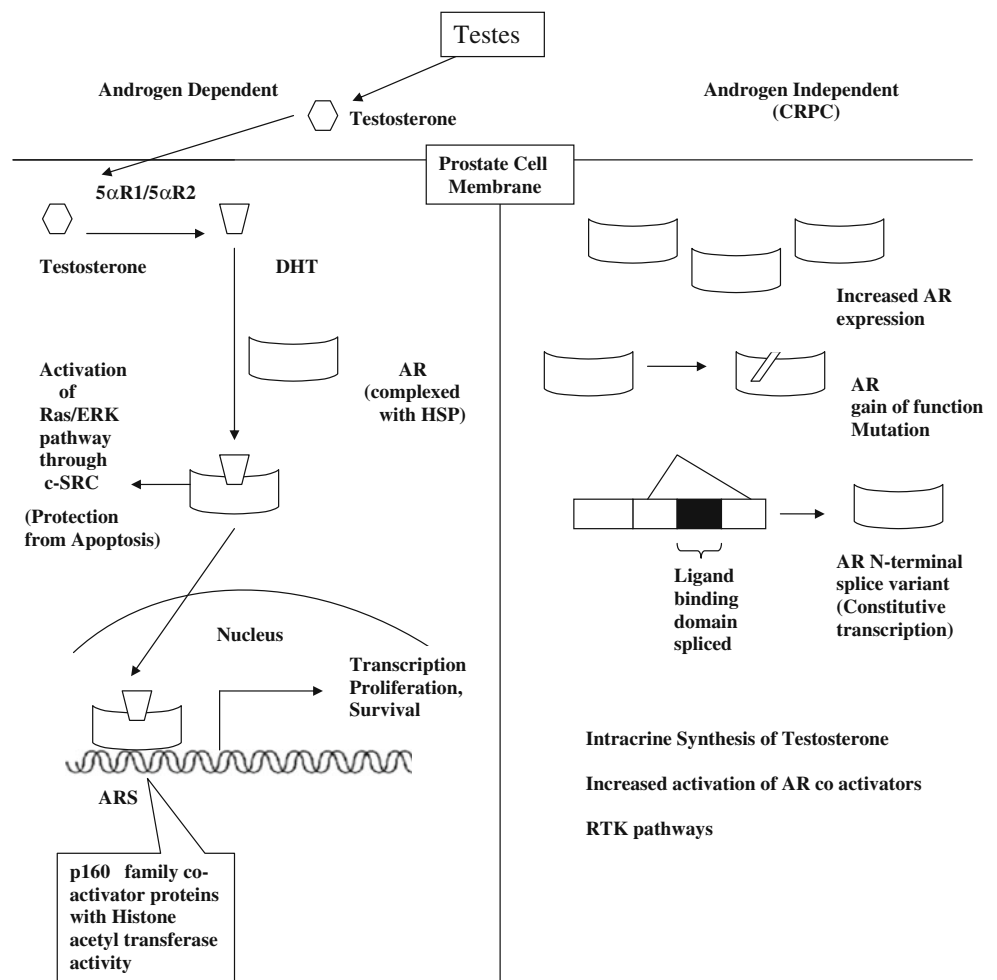 Testes
Androgen Dependent
Androgen Independent
(CRPC)
Testosterone
Prostate Cell
Membrane
5αR1/5αR2
Testosterone
DHT
AR
(complexed
with HSP)
Activation
of
Ras/ERK
pathway
through
c-SRC
(Protection
from Apoptosis)
Nucleus
Transcription
Proliferation,
Survival
ARS
p160 family co-
activator proteins
with Histone
acetyl transferase
activity
Increased AR
expression
AR
gain of function
Mutation
Ligand
binding
domain
spliced
AR N-terminal
splice variant
(Constitutive
transcription)
Intracrine Synthesis of Testosterone
Increased activation of AR co activators
RTK pathways